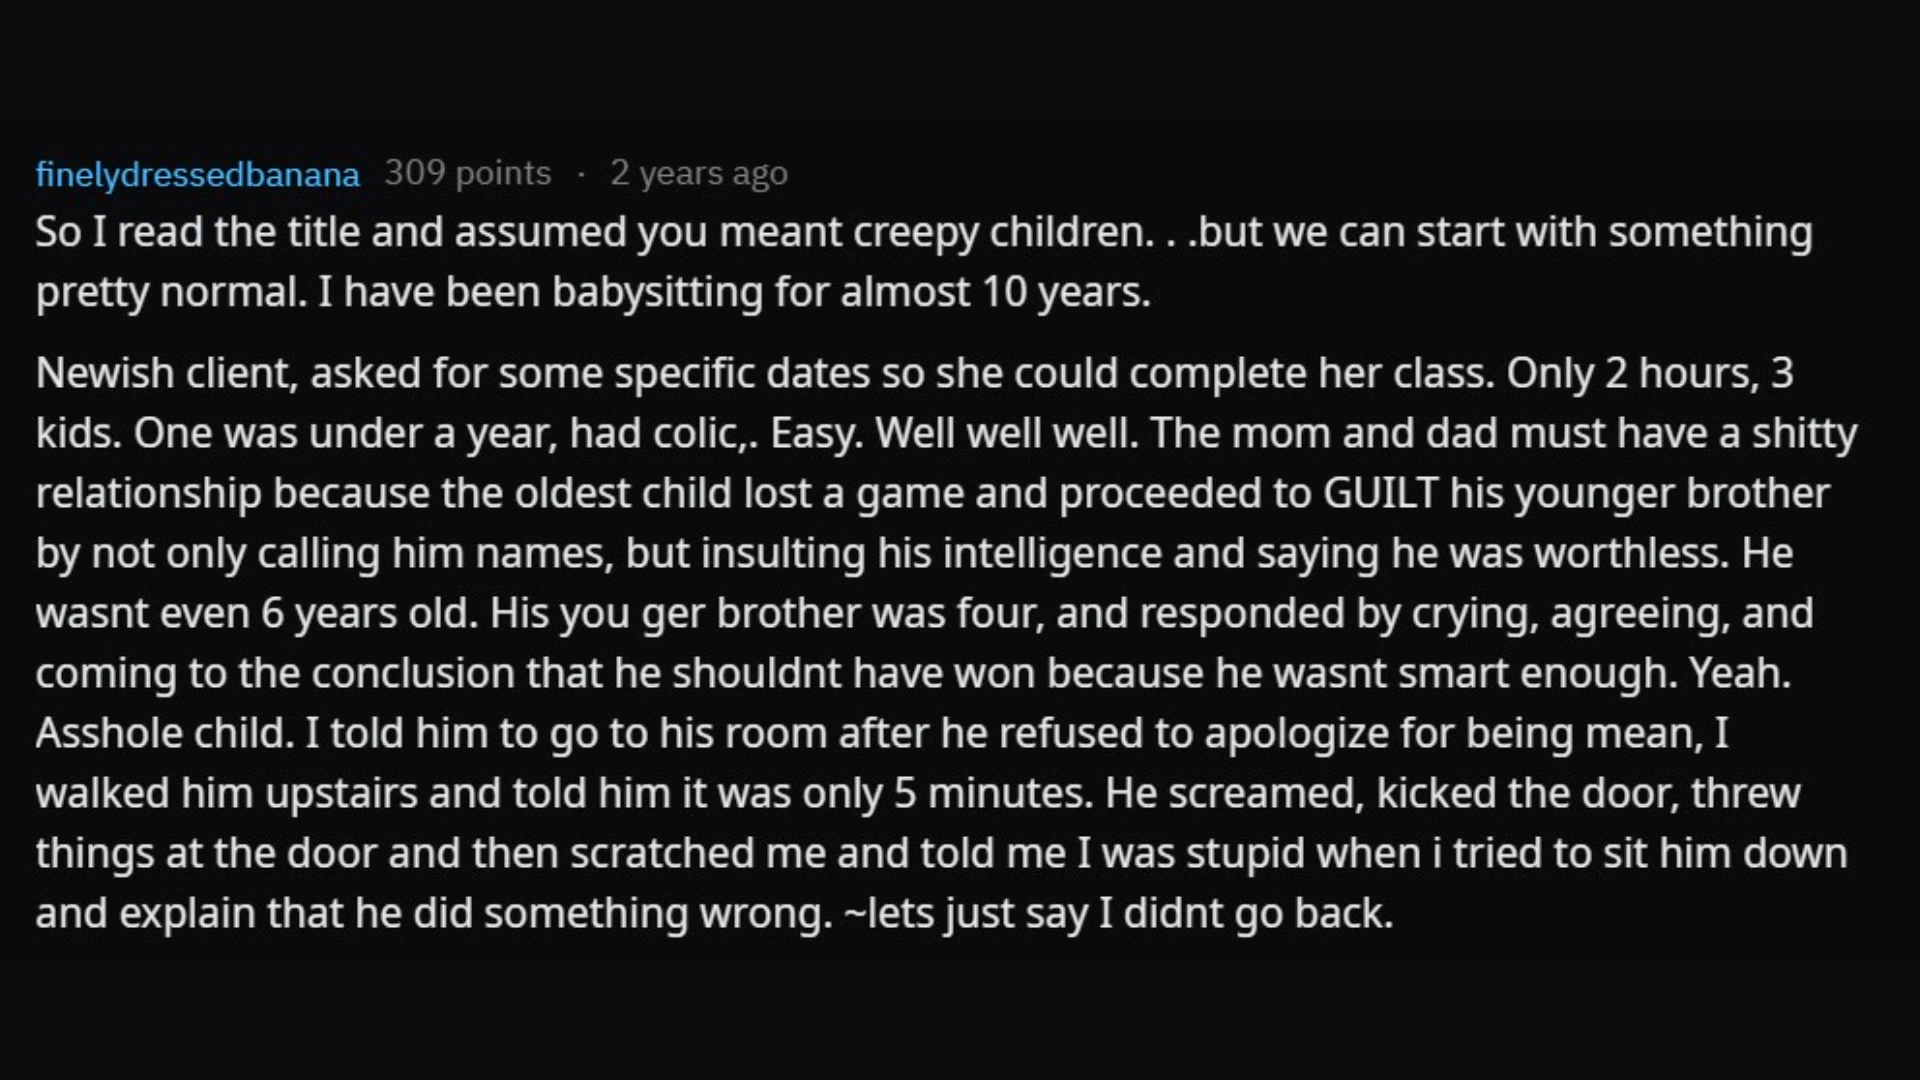 finelydressedbanana 309 points · 2 years ago
So I read the title and assumed you meant creepy children. . .but we can start with something
pretty normal. I have been babysitting for almost 10 years.
Newish client, asked for some specific dates so she could complete her class. Only 2 hours, 3
kids. One was under a year, had colic,. Easy. Well well well. The mom and dad must have a shitty
relationship because the oldest child lost a game and proceeded to GUILT his younger brother
by not only calling him names, but insulting his intelligence and saying he was worthless. He
wasnt even 6 years old. His you ger brother was four, and responded by crying, agreeing, and
coming to the conclusion that he shouldnt have won because he wasnt smart enough. Yeah.
Asshole child. I told him to go to his room after he refused to apologize for being mean, I
walked him upstairs and told him it was only 5 minutes. He screamed, kicked the door, threw
things at the door and then scratched me and told me I was stupid when i tried to sit him down
and explain that he did something wrong. ~lets just say I didnt go back.